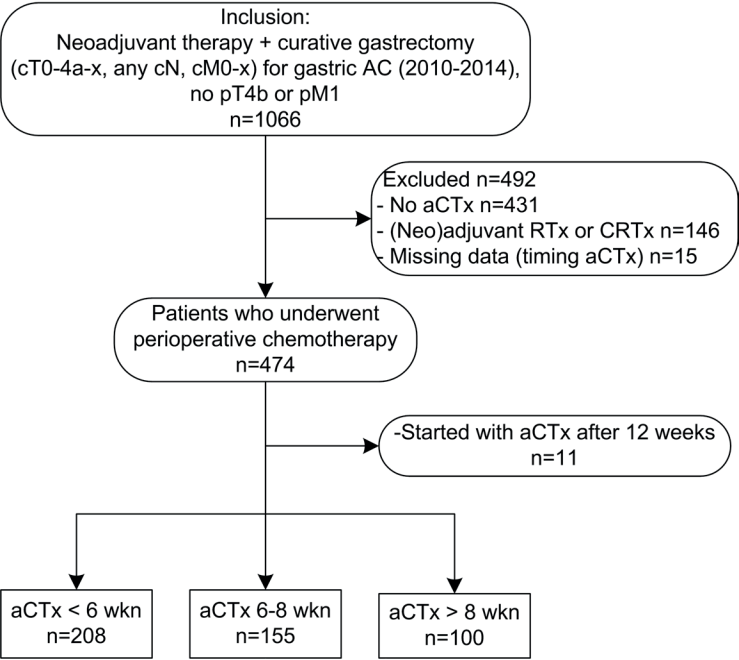 Inclusion:
Neoadjuvant therapy + curative gastrectomy
(cT0-4a-x, any cN, cM0-x) for gastric AC (2010-2014),
no pT4b or pM1
n=1066
Excluded n=492
- No aCTx n=431
- (Neo)adjuvant RTx or CRTx n=146
- Missing data (timing aCTx) n=15
Patients who underwent
perioperative chemotherapy
n=474
-Started with aCTx after 12 weeks
n=11
aCTx < 6 wkn
n=208
aCTx 6-8 wkn
n=155
aCTx > 8 wkn
n=100